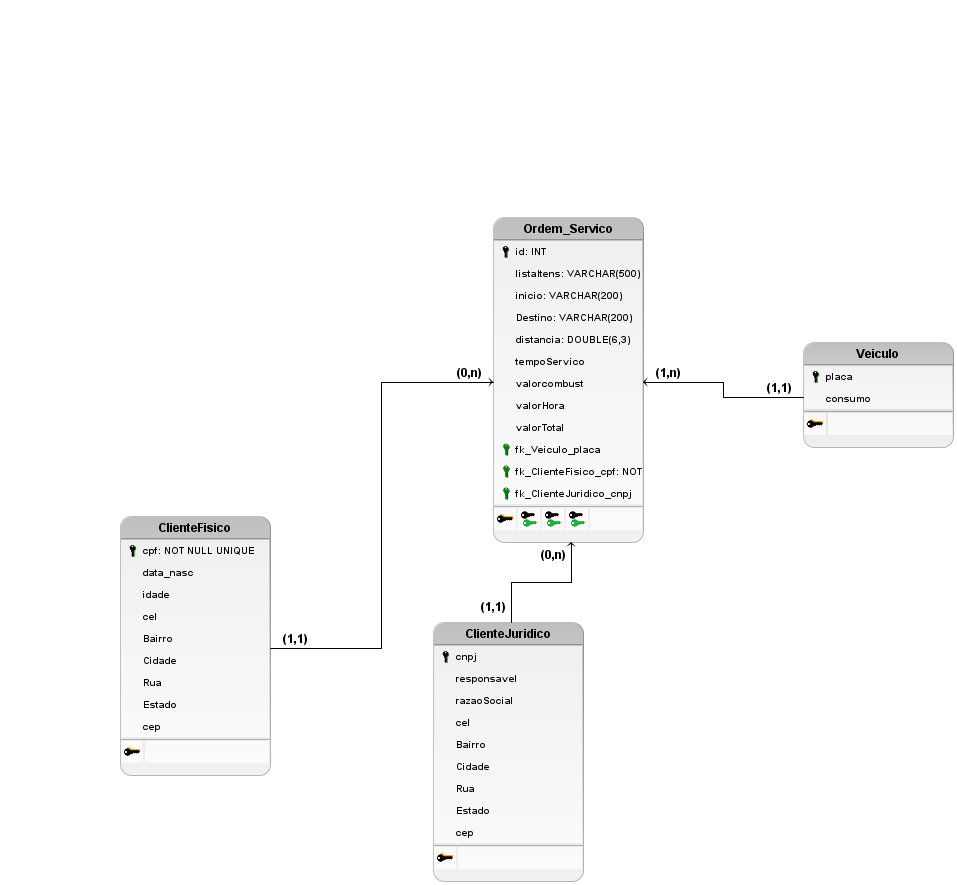 Ordem_Servico
id: INT
listaItens: VARCHAR(500)
inicio: VARCHAR(200)
Destino: VARCHAR(200)
distancia: DOUBLE(6,3)
tempoServico
valorcombust
valorHora
valorTotal
fk_Veiculo_placa
fk_ClienteFisico_cpf: NOT
fk_ClienteJuridico_cnpj
(0,n)
(1,n)
(1,1)
Veiculo
placa
consumo
ClienteFisico
cpf: NOT NULL UNIQUE
data_nasc
idade
cel
Bairro
Cidade
Rua
Estado
cep
(1,1)
(0,n)
(1,1)
ClienteJuridico
cnpj
responsavel
razaoSocial
cel
Bairro
Cidade
Rua
Estado
cep